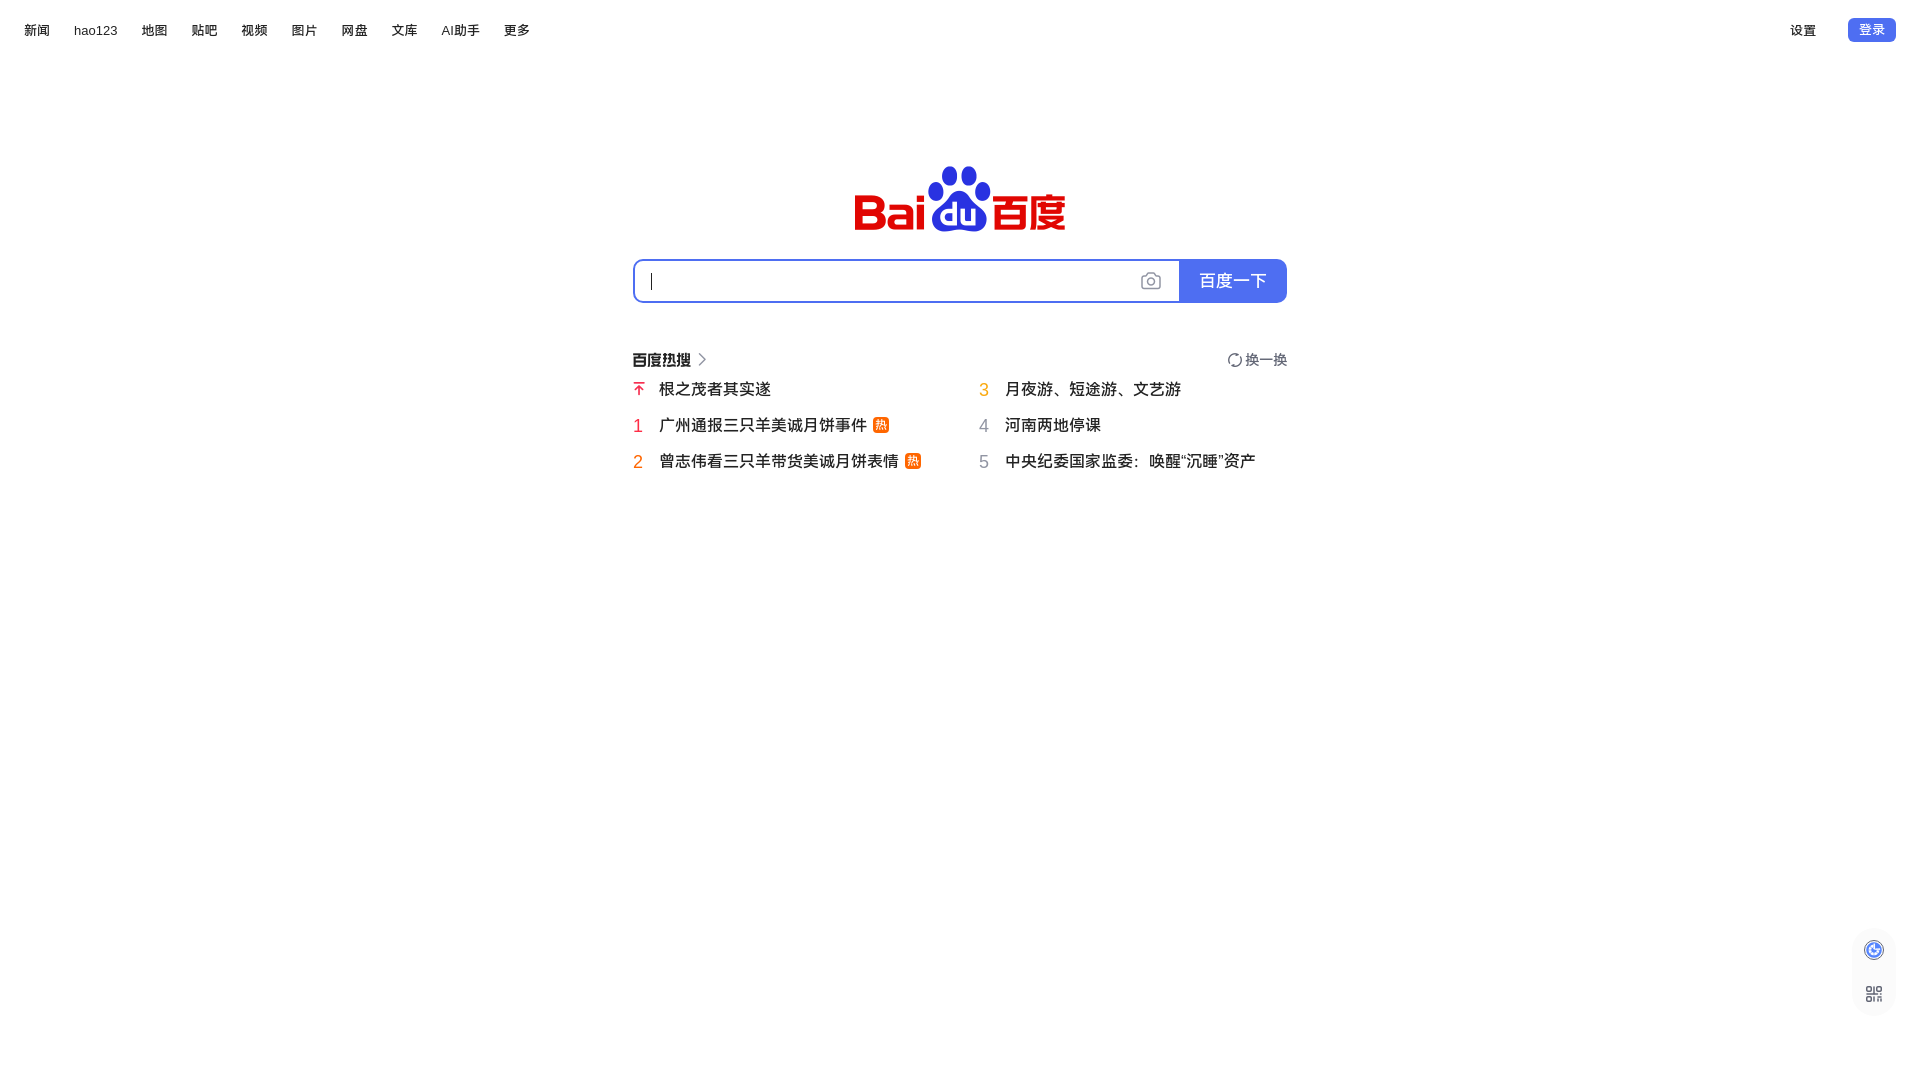 新闻 hao123 地图 贴吧 视频 图片 网盘 文库 AI助手 更多 设置 登录
Bai du 百度
百度一下
百度热搜 换一换
根之茂者其实遂
1 广州通报三只羊美诚月饼事件 热
2 曾志伟看三只羊带货美诚月饼表情 热
3 月夜游、短途游、文艺游
4 河南两地停课
5 中央纪委国家监委：唤醒“沉睡”资产